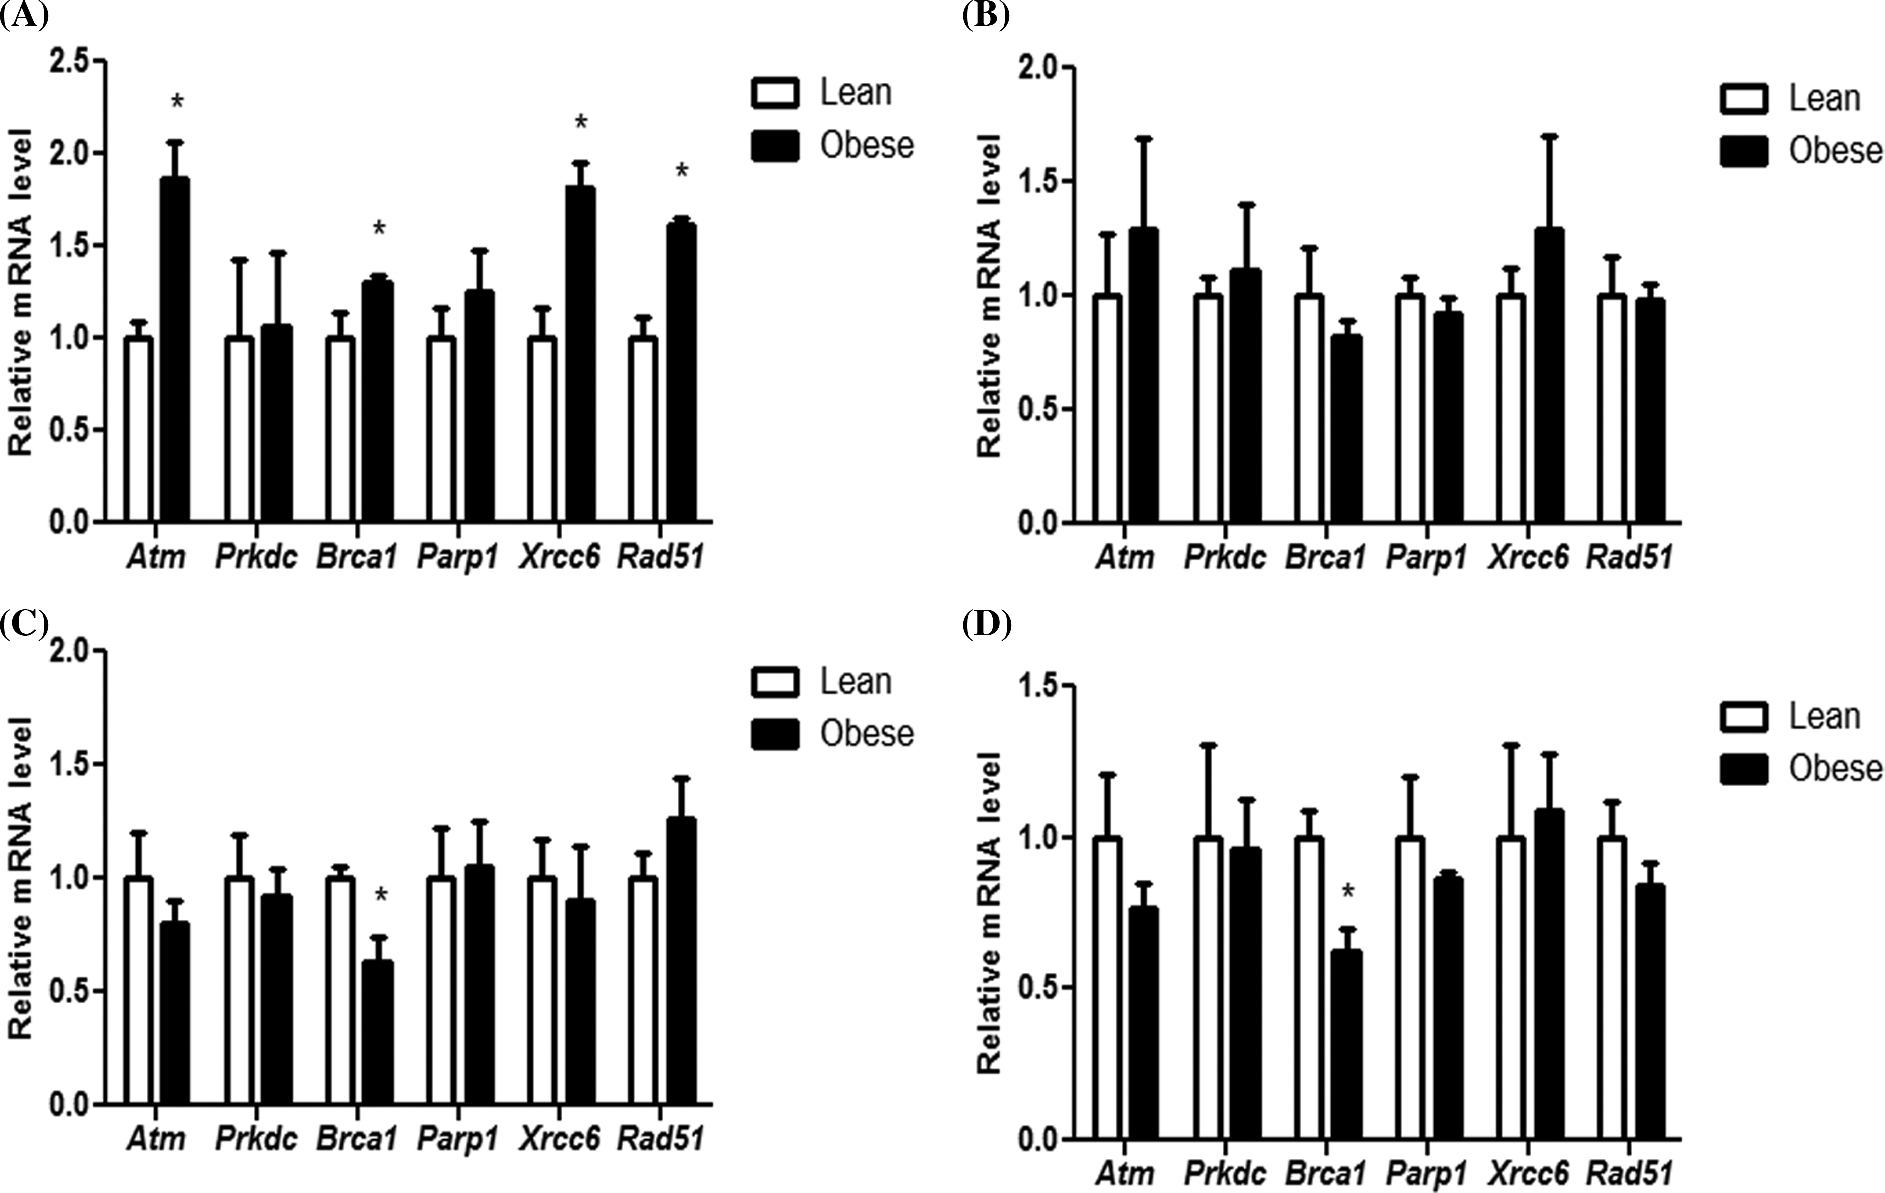 (A)
Relative mRNA level
2.5
2.0
1.5
1.0
0.5
0.0
*
*
*
*
Lean
Obese
Atm Prkdc Brca1 Parp1 Xrcc6 Rad51
(B)
Relative mRNA level
2.0
1.5
1.0
0.5
0.0
Lean
Obese
Atm Prkdc Brca1 Parp1 Xrcc6 Rad51
(C)
Relative mRNA level
2.0
1.5
1.0
0.5
0.0
*
Lean
Obese
Atm Prkdc Brca1 Parp1 Xrcc6 Rad51
(D)
Relative mRNA level
1.5
1.0
0.5
0.0
*
Lean
Obese
Atm Prkdc Brca1 Parp1 Xrcc6 Rad51